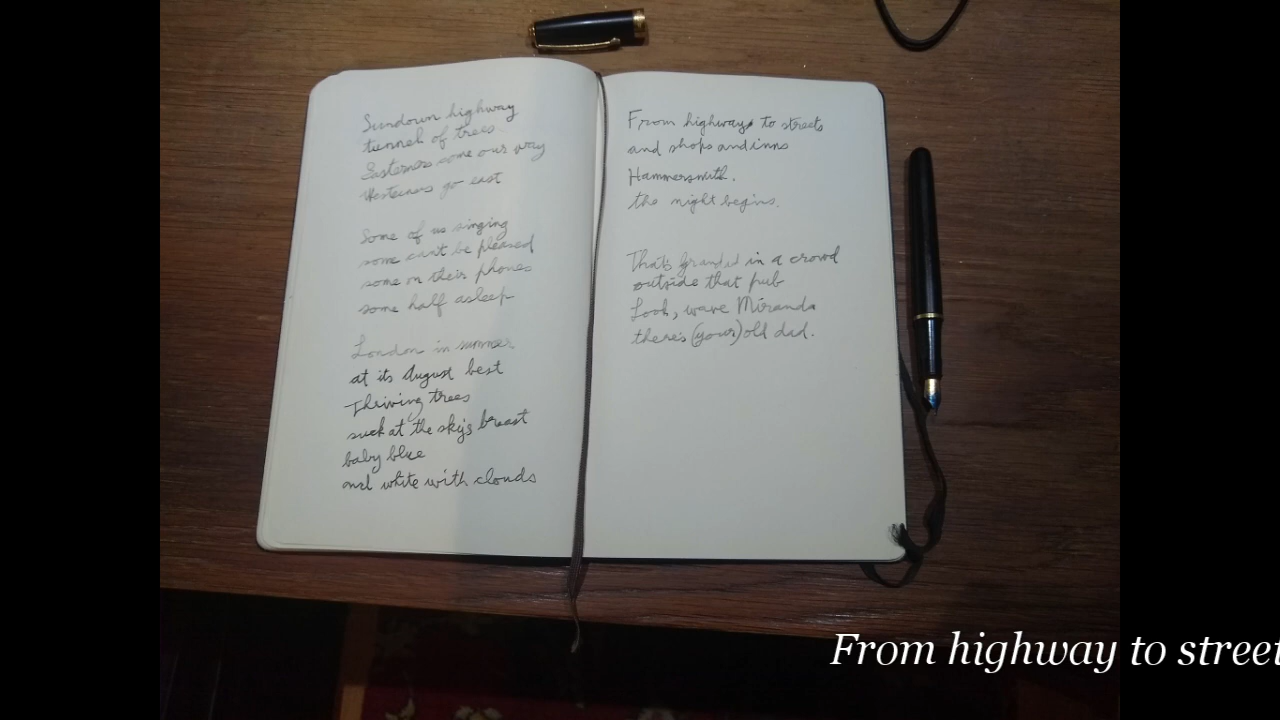 Sundown highway
tunnel of trees.
Easterners come our way
Westerners go east
Some of us singing
some can't be pleased
some on their phones
some half asleep
London in summer
at its August best
Thriving trees
suck at the sky's breast
baby blue
and white with clouds
From highway to streets
and shops and inns
Hammersmith.
the night begins.
That's grandad in a crowd
outside that pub
Look, wave Miranda
there's (your) old dad.
From highway to street